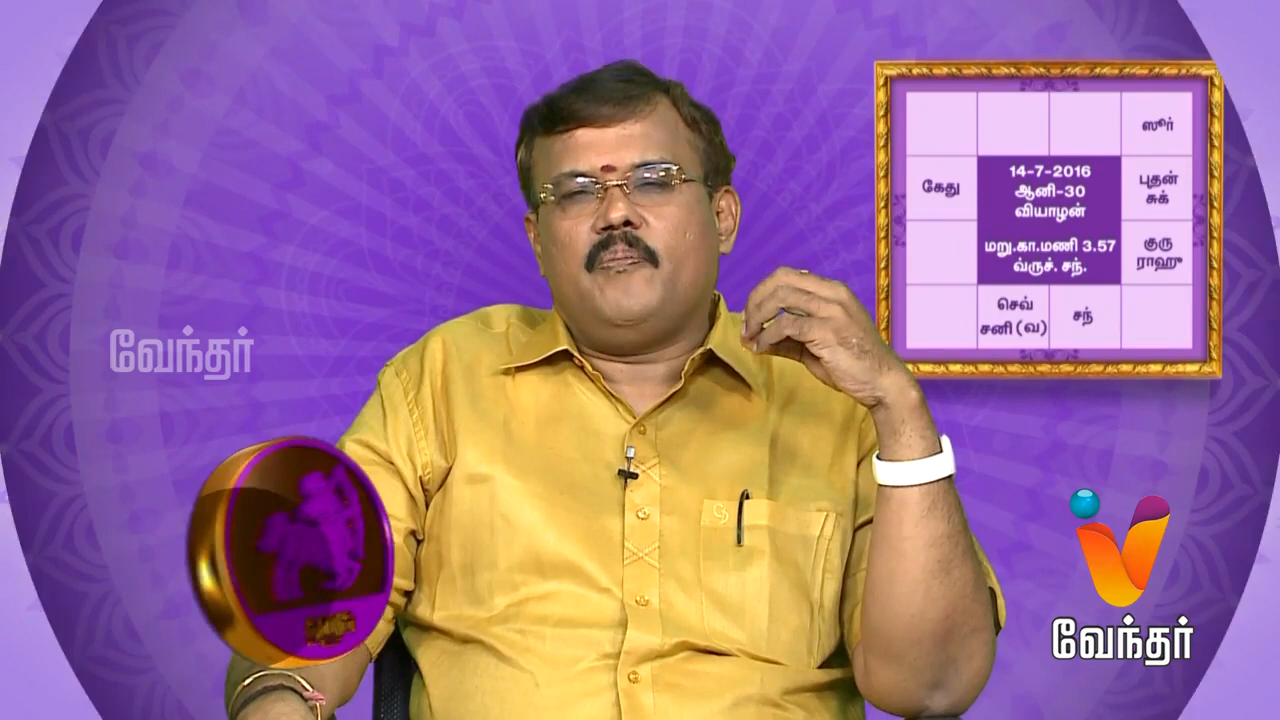 ஸூர்
கேது
14-7-2016
ஆனி-30
வியாழன்
மறு.கா.மணி 3.57
வ்ருச். சந்.
புதன்
சுக்
குரு
ராஹு
செவ்
சனி (வ)
சந்
வேந்தர்
வேந்தர்